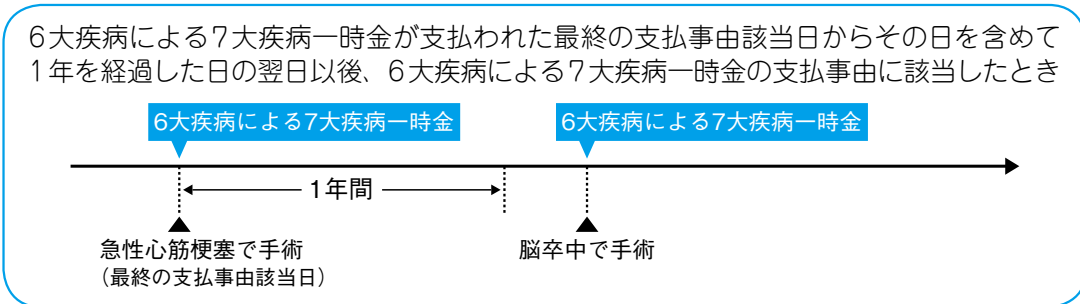 6大疾病による7大疾病一時金が支払われた最終の支払事由該当日からその日を含めて
1年を経過した日の翌日以後、6大疾病による7大疾病一時金の支払事由に該当したとき
6大疾病による7大疾病一時金
6大疾病による7大疾病一時金
1年間
急性心筋梗塞で手術
(最終の支払事由該当日)
脳卒中で手術